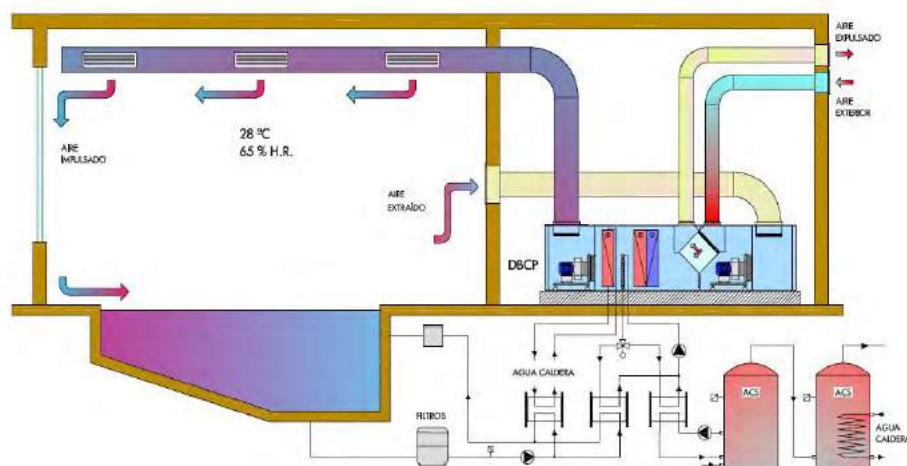 AIRE
EXPULSADO
AIRE
EXTERIOR
28 ºC
65 % H.R.
AIRE
IMPULSADO
AIRE
EXTRAÍDO
DBCP
AGUA CALDERA
FILTROS
ACS
ACS
AGUA
CALDERA